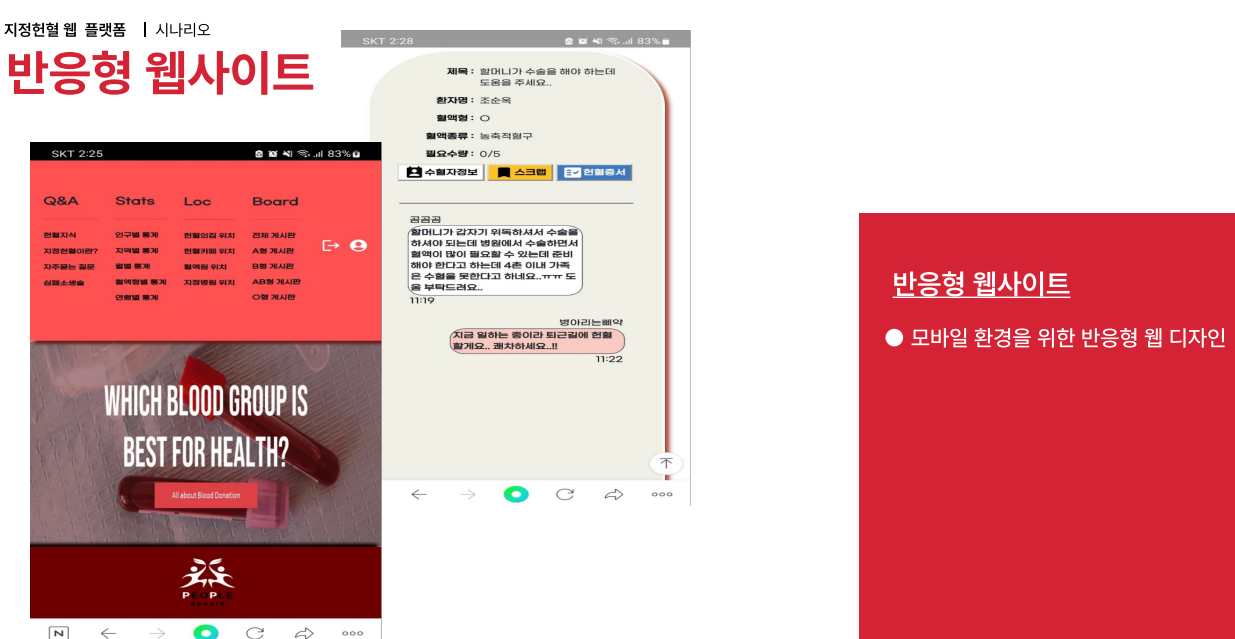 지정헌혈 웹 플랫폼 | 시나리오
반응형 웹사이트
SKT 2:25
83%
Q&A
Stats
Loc
Board
헌혈지식
인구별 통계
헌혈의집 위치
전체 게시판
지정헌혈이란?
지역별 통계
헌혈카페 위치
A형 게시판
자주묻는 질문
월별 통계
혈액원 위치
B형 게시판
심폐소생술
혈액형별 통계
지정병원 위치
AB형 게시판
연령별 통계
O형 게시판
WHICH BLOOD GROUP IS
BEST FOR HEALTH?
All about Blood Donation
PEOPLE
N
SKT 2:28
83%
제목 : 할머니가 수술을 해야 하는데
도움을 주세요..
환자명 : 조순옥
혈액형 : O
혈액종류 : 농축적혈구
필요수량 : 0/5
수혈자정보
스크랩
헌혈증서
곰곰곰
할머니가 갑자기 위독하셔서 수술을
하셔야 되는데 병원에서 수술하면서
혈액이 많이 필요할 수 있는데 준비
해야 한다고 하는데 4촌 이내 가족
은 수혈을 못한다고 하네요..ㅠㅠ 도
움 부탁드려요..
11:19
병아리는삐약
지금 일하는 중이라 퇴근길에 헌혈
할게요.. 쾌차하세요..!!
11:22
반응형 웹사이트
● 모바일 환경을 위한 반응형 웹 디자인